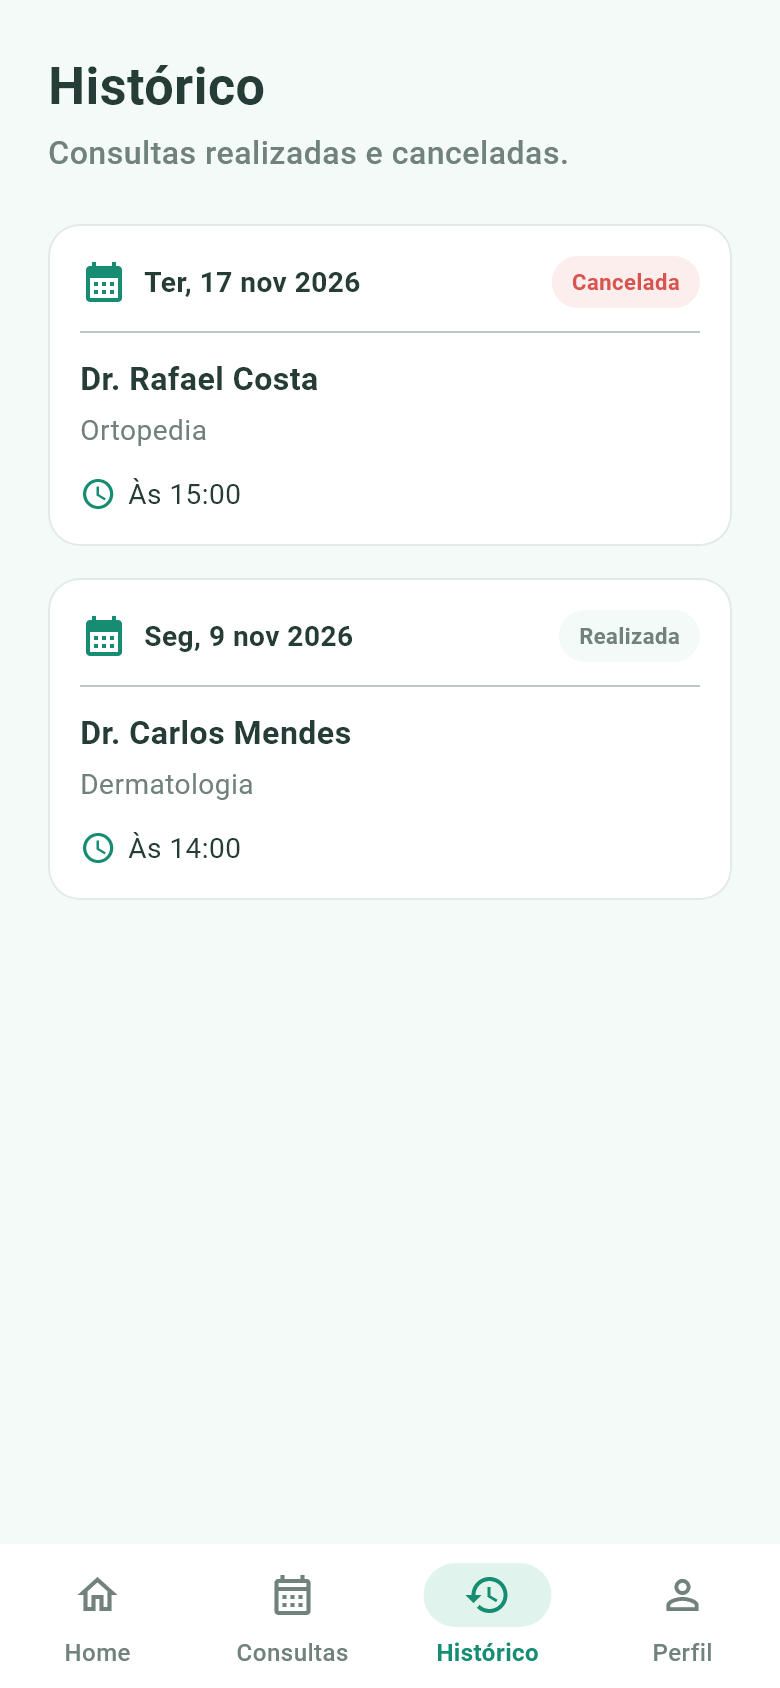 Histórico
Consultas realizadas e canceladas.
Ter, 17 nov 2026
Cancelada
Dr. Rafael Costa
Ortopedia
Às 15:00
Seg, 9 nov 2026
Realizada
Dr. Carlos Mendes
Dermatologia
Às 14:00
Home
Consultas
Histórico
Perfil